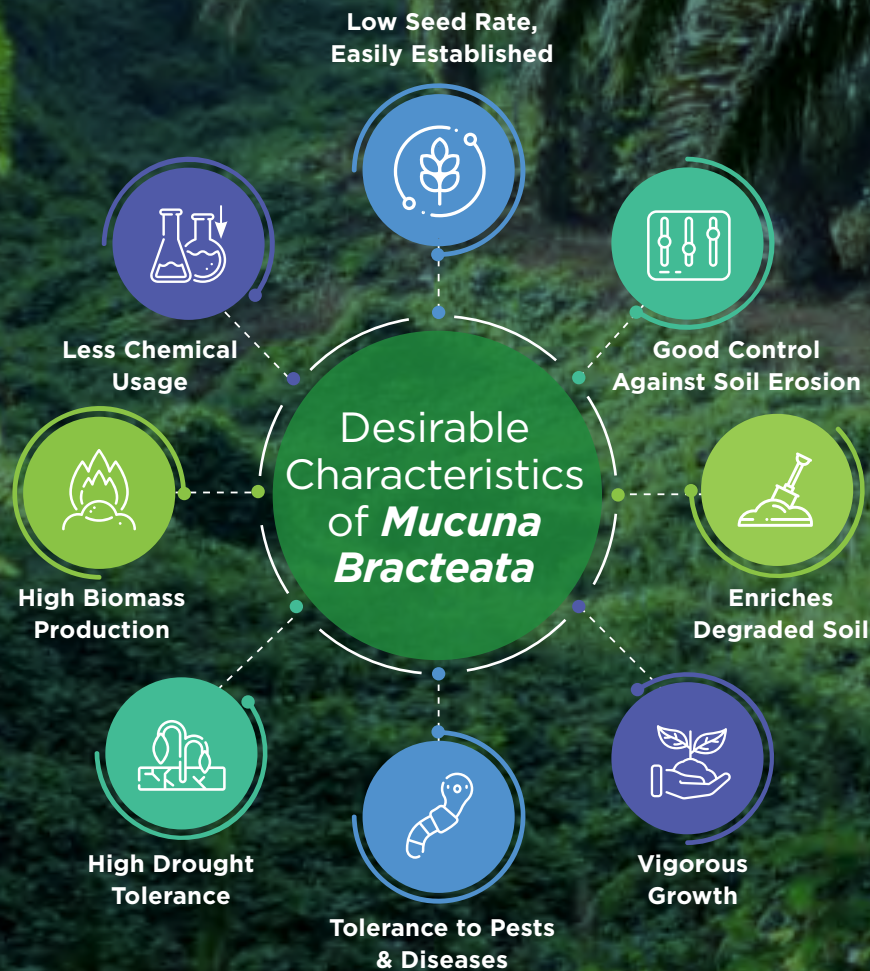 Low Seed Rate,
Easily Established
Good Control
Against Soil Erosion
Enriches
Degraded Soil
Vigorous
Growth
Tolerance to Pests
& Diseases
High Drought
Tolerance
High Biomass
Production
Less Chemical
Usage
Desirable
Characteristics
of Mucuna
Bracteata